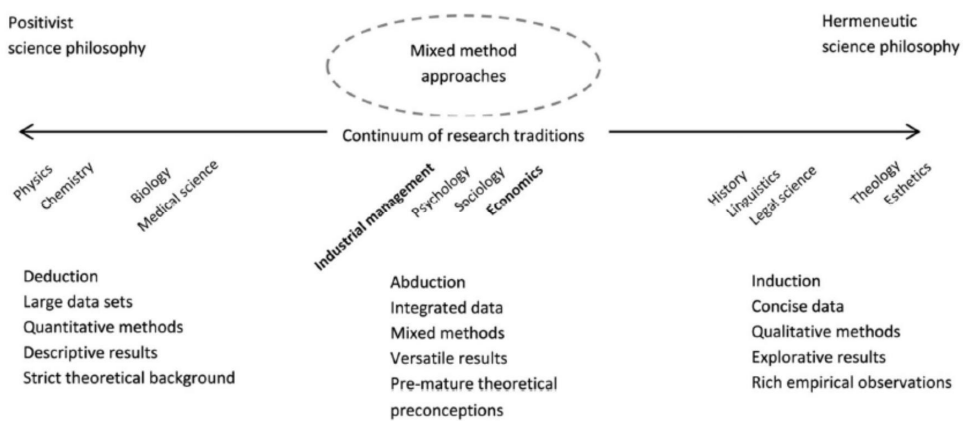 Positivist
science philosophy
Mixed method
approaches
Hermeneutic
science philosophy
Continuum of research traditions
Physics
Chemistry
Biology
Medical science
Industrial management
Psychology
Sociology
Economics
History
Linguistics
Legal science
Theology
Esthetics
Deduction
Large data sets
Quantitative methods
Descriptive results
Strict theoretical background
Abduction
Integrated data
Mixed methods
Versatile results
Pre-mature theoretical
preconceptions
Induction
Concise data
Qualitative methods
Explorative results
Rich empirical observations